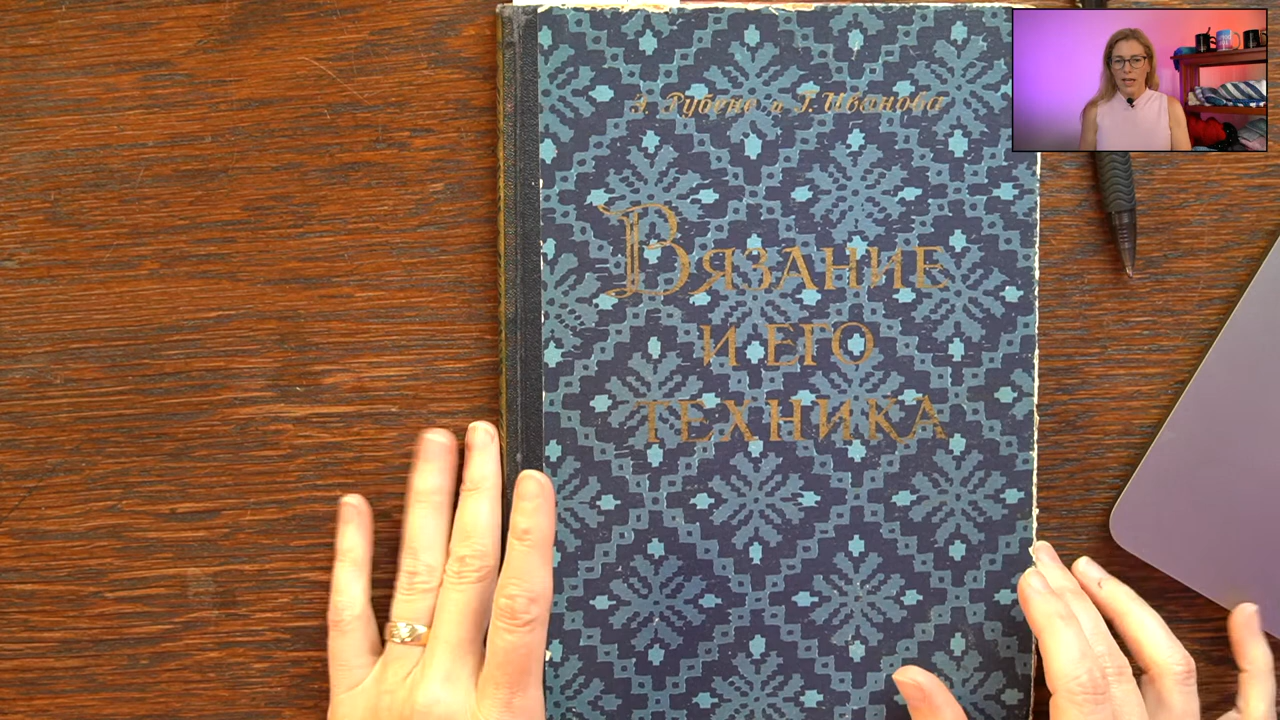 Э. Рубене и Г. Иванова
Вязание
и его
техника